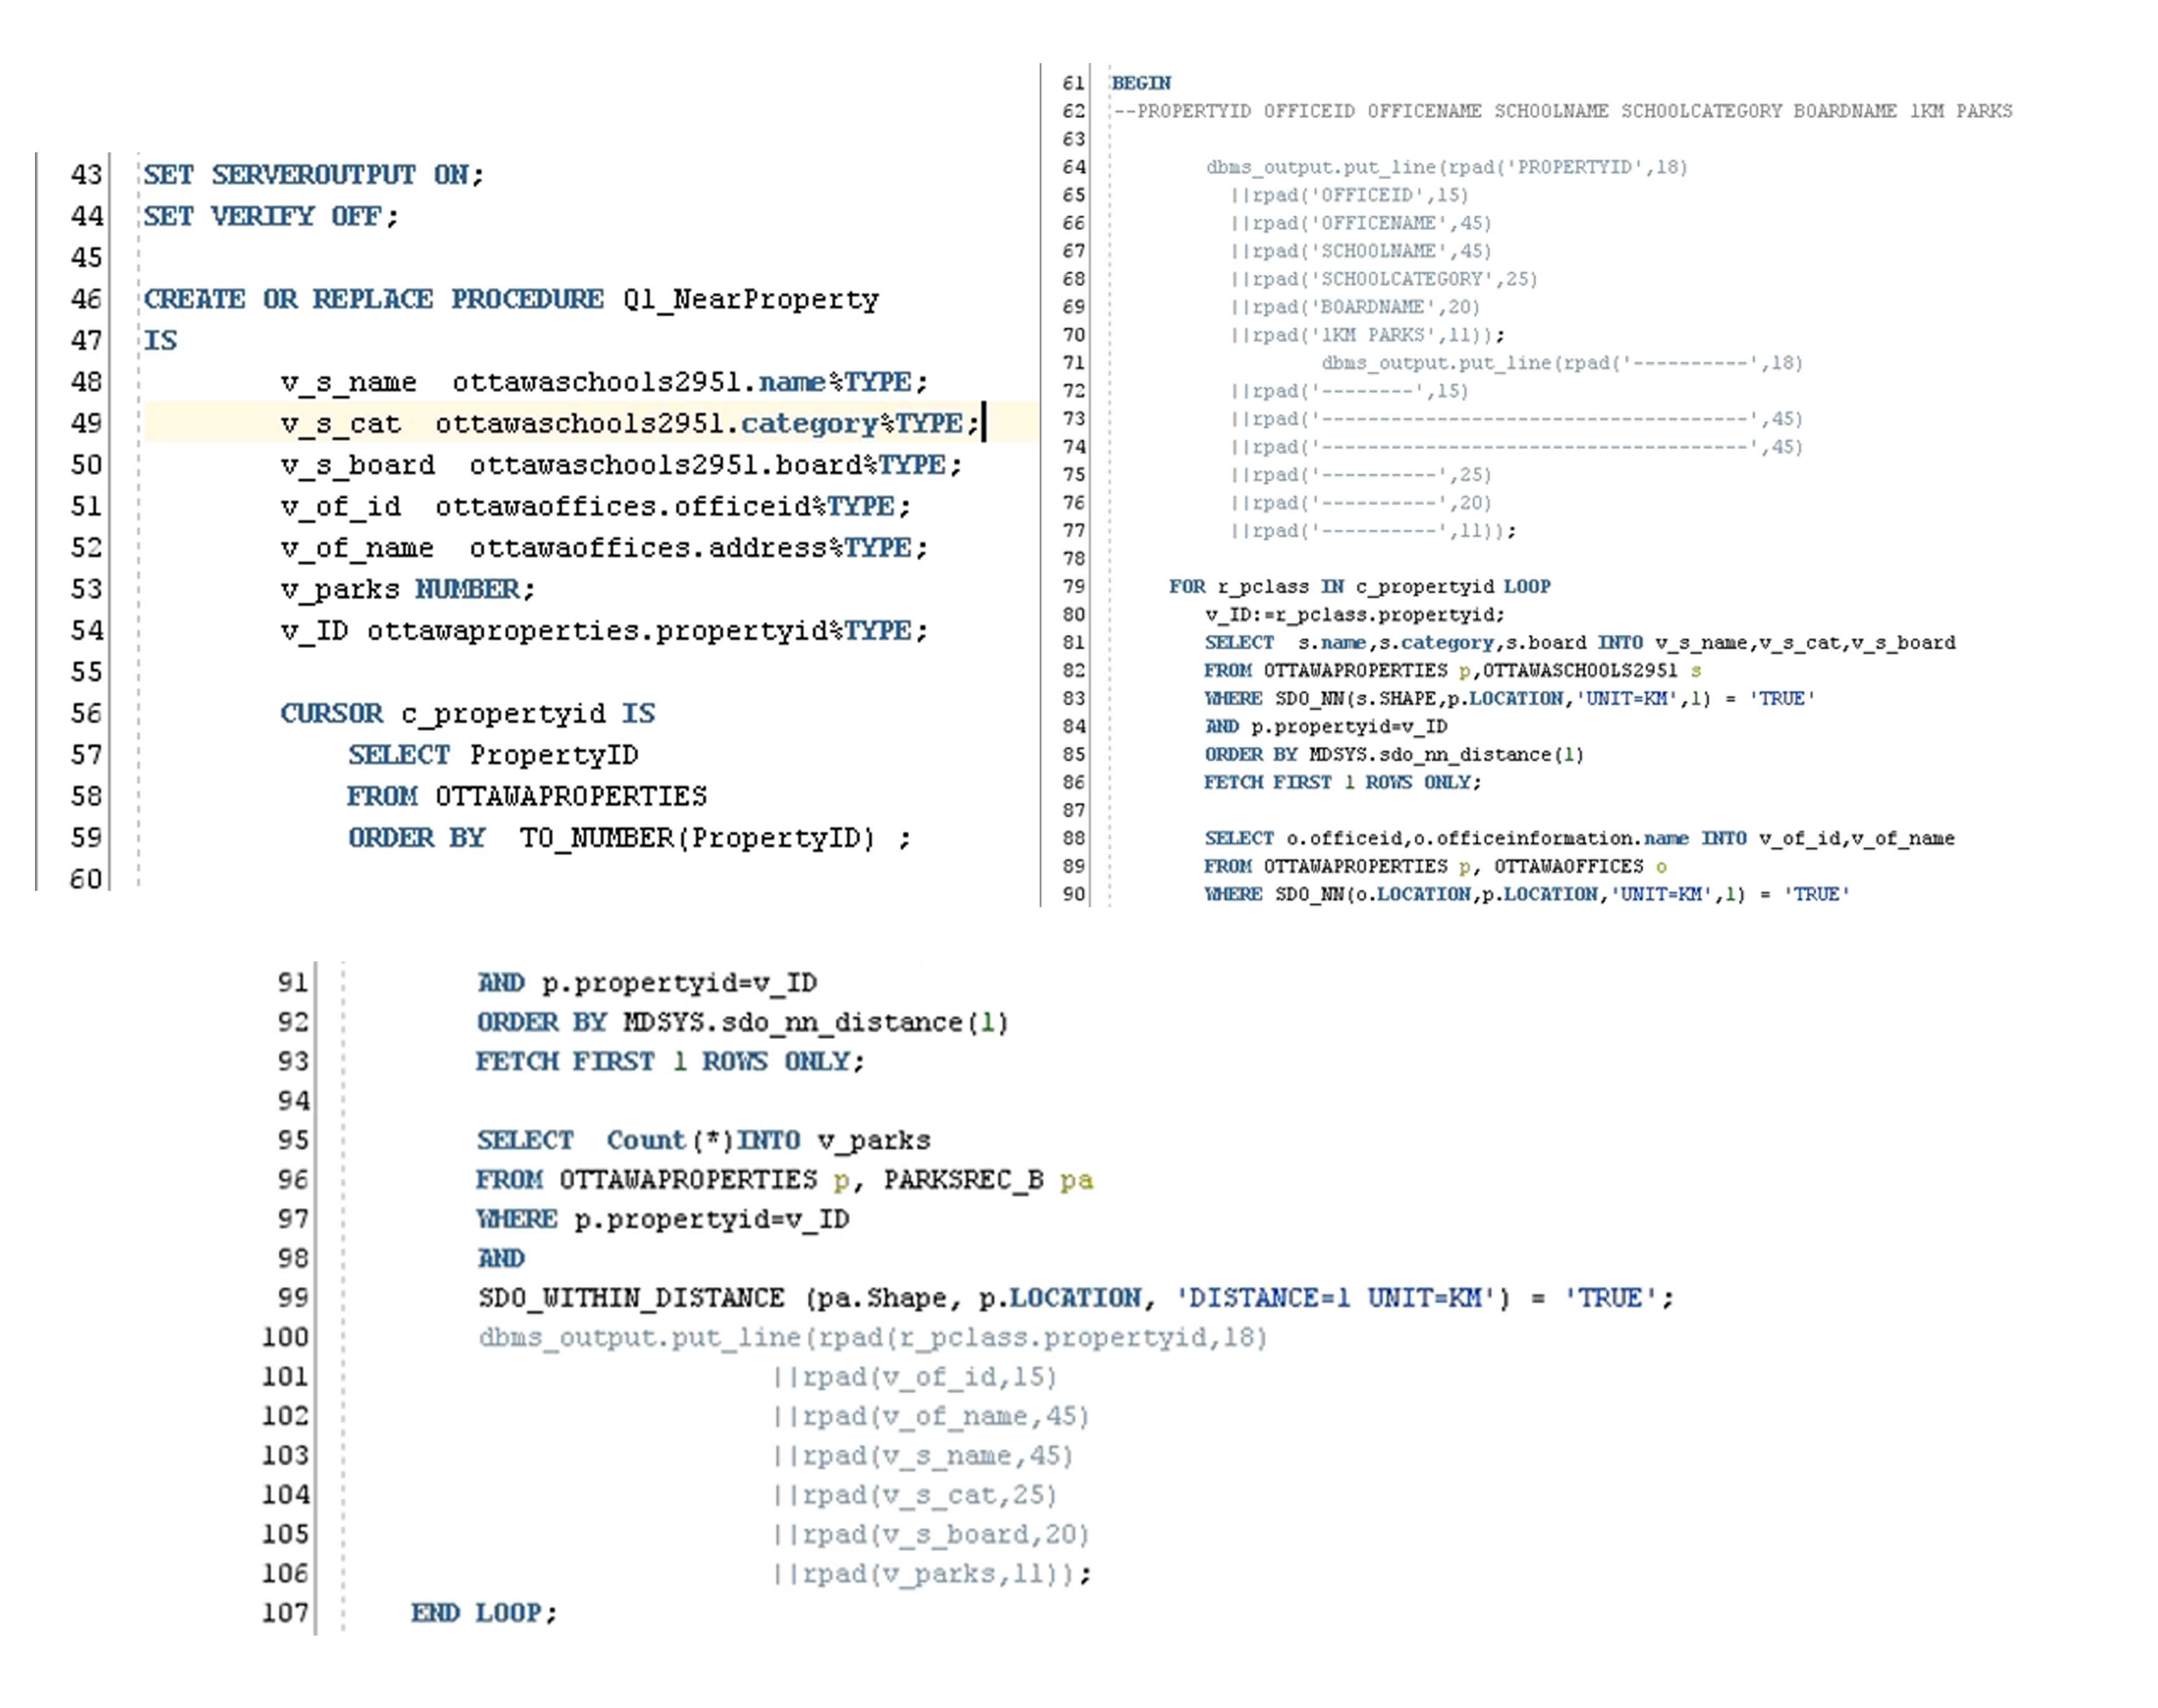 43 SET SERVEROUTPUT ON;
44 SET VERIFY OFF;
45
46 CREATE OR REPLACE PROCEDURE Q1_NearProperty
47 IS
48 v_s_name ottawaschools2951.name%TYPE;
49 v_s_cat ottawaschools2951.category%TYPE;
50 v_s_board ottawaschools2951.board%TYPE;
51 v_of_id ottawaoffices.officeid%TYPE;
52 v_of_name ottawaoffices.address%TYPE;
53 v_parks NUMBER;
54 v_ID ottawaproperties.propertyid%TYPE;
55
56 CURSOR c_propertyid IS
57 SELECT PropertyID
58 FROM OTTAWAPROPERTIES
59 ORDER BY TO_NUMBER(PropertyID) ;
60
61 BEGIN
62 --PROPERTYID OFFICEID OFFICENAME SCHOOLNAME SCHOOLCATEGORY BOARDNAME 1KM PARKS
63
64 dbms_output.put_line(rpad('PROPERTYID',18)
65 ||rpad('OFFICEID',15)
66 ||rpad('OFFICENAME',45)
67 ||rpad('SCHOOLNAME',45)
68 ||rpad('SCHOOLCATEGORY',25)
69 ||rpad('BOARDNAME',20)
70 ||rpad('1KM PARKS',11));
71 dbms_output.put_line(rpad('----------',18)
72 ||rpad('--------',15)
73 ||rpad('-------------------------------------',45)
74 ||rpad('-------------------------------------',45)
75 ||rpad('----------',25)
76 ||rpad('----------',20)
77 ||rpad('----------',11));
78
79 FOR r_pclass IN c_propertyid LOOP
80 v_ID:=r_pclass.propertyid;
81 SELECT s.name,s.category,s.board INTO v_s_name,v_s_cat,v_s_board
82 FROM OTTAWAPROPERTIES p,OTTAWASCHOOLS2951 s
83 WHERE SDO_NN(s.SHAPE,p.LOCATION,'UNIT=KM',1) = 'TRUE'
84 AND p.propertyid=v_ID
85 ORDER BY MDSYS.sdo_nn_distance(1)
86 FETCH FIRST 1 ROWS ONLY;
87
88 SELECT o.officeid,o.officeinformation.name INTO v_of_id,v_of_name
89 FROM OTTAWAPROPERTIES p, OTTAWAOFFICES o
90 WHERE SDO_NN(o.LOCATION,p.LOCATION,'UNIT=KM',1) = 'TRUE'
91 AND p.propertyid=v_ID
92 ORDER BY MDSYS.sdo_nn_distance(1)
93 FETCH FIRST 1 ROWS ONLY;
94
95 SELECT Count(*)INTO v_parks
96 FROM OTTAWAPROPERTIES p, PARKSREC_B pa
97 WHERE p.propertyid=v_ID
98 AND
99 SDO_WITHIN_DISTANCE (pa.Shape, p.LOCATION, 'DISTANCE=1 UNIT=KM') = 'TRUE';
100 dbms_output.put_line(rpad(r_pclass.propertyid,18)
101 ||rpad(v_of_id,15)
102 ||rpad(v_of_name,45)
103 ||rpad(v_s_name,45)
104 ||rpad(v_s_cat,25)
105 ||rpad(v_s_board,20)
106 ||rpad(v_parks,11));
107 END LOOP;